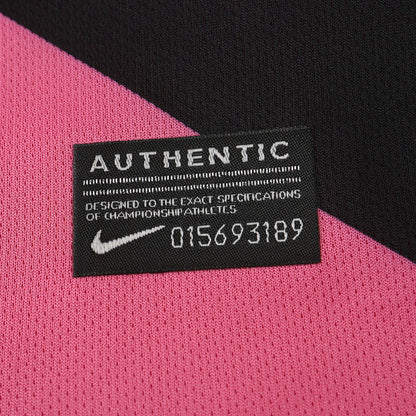 AUTHENTIC
DESIGNED TO THE EXACT SPECIFICATIONS
OF CHAMPIONSHIP ATHLETES
015693189